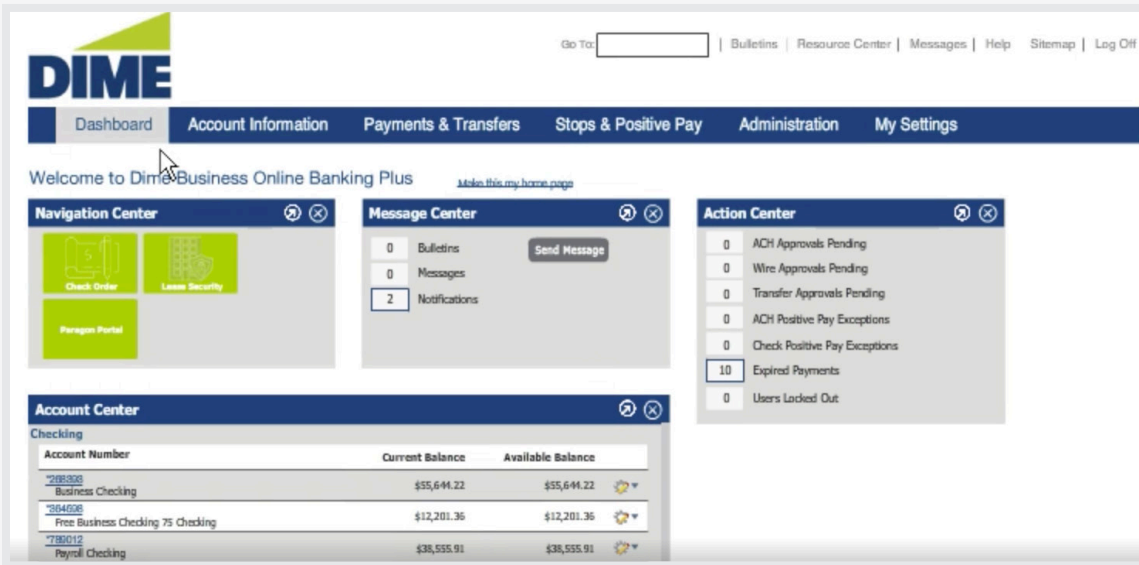 DIME
Go To: | Bulletins | Resource Center | Messages | Help Sitemap | Log Off
Dashboard Account Information Payments & Transfers Stops & Positive Pay Administration My Settings
Welcome to Dime Business Online Banking Plus Make this my home page
Navigation Center
Check Order
Lease Security
Paragon Portal
Message Center
0 Bulletins
Send Message
0 Messages
2 Notifications
Action Center
0 ACH Approvals Pending
0 Wire Approvals Pending
0 Transfer Approvals Pending
0 ACH Positive Pay Exceptions
0 Check Positive Pay Exceptions
10 Expired Payments
0 Users Locked Out
Account Center
Checking
Account Number Current Balance Available Balance
*268393
Business Checking $55,644.22 $55,644.22
*364698
Free Business Checking 75 Checking $12,201.36 $12,201.36
*789012
Payroll Checking $38,555.91 $38,555.91